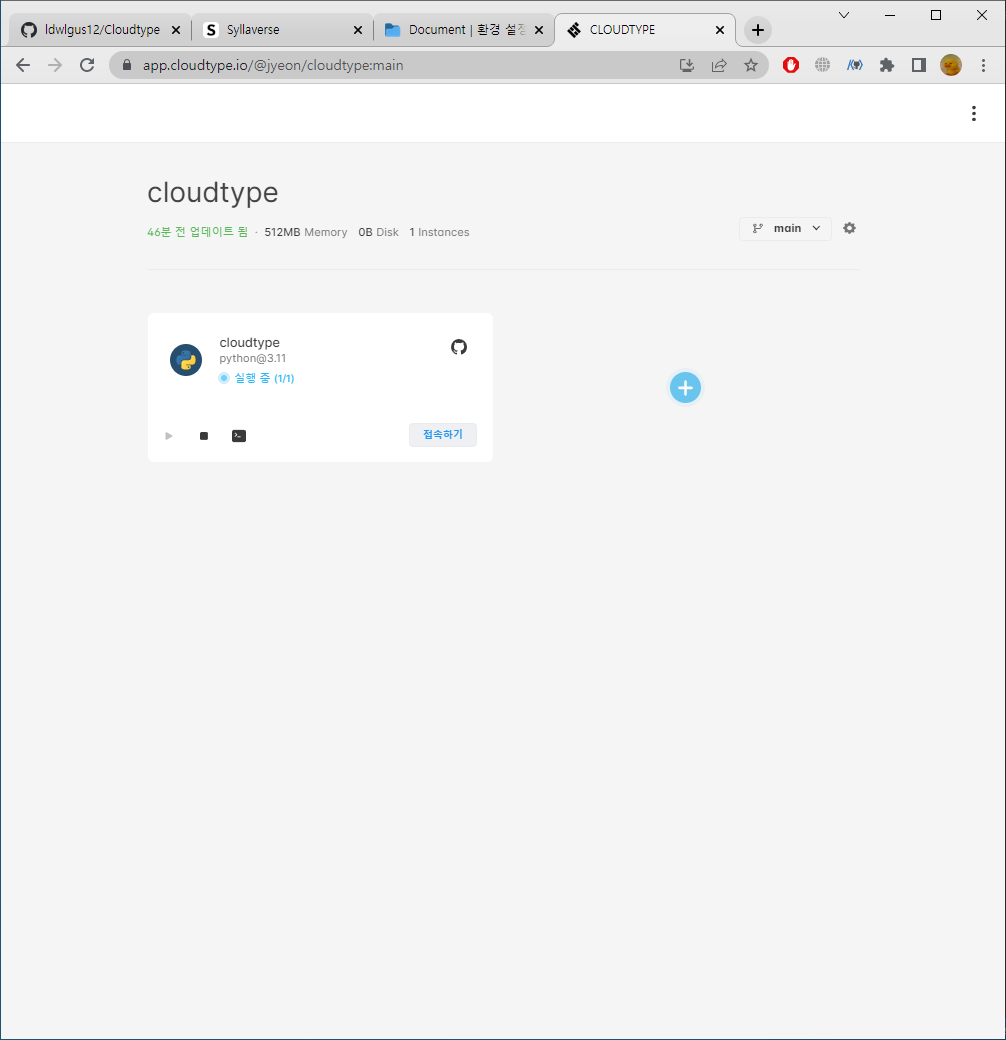 ldwlgus12/Cloudtype
Syllaverse
Document | 환경 설정
CLOUDTYPE
app.cloudtype.io/@jyeon/cloudtype:main
cloudtype
46분 전 업데이트 됨 · 512MB Memory 0B Disk 1 Instances
main
cloudtype
python@3.11
실행 중 (1/1)
접속하기